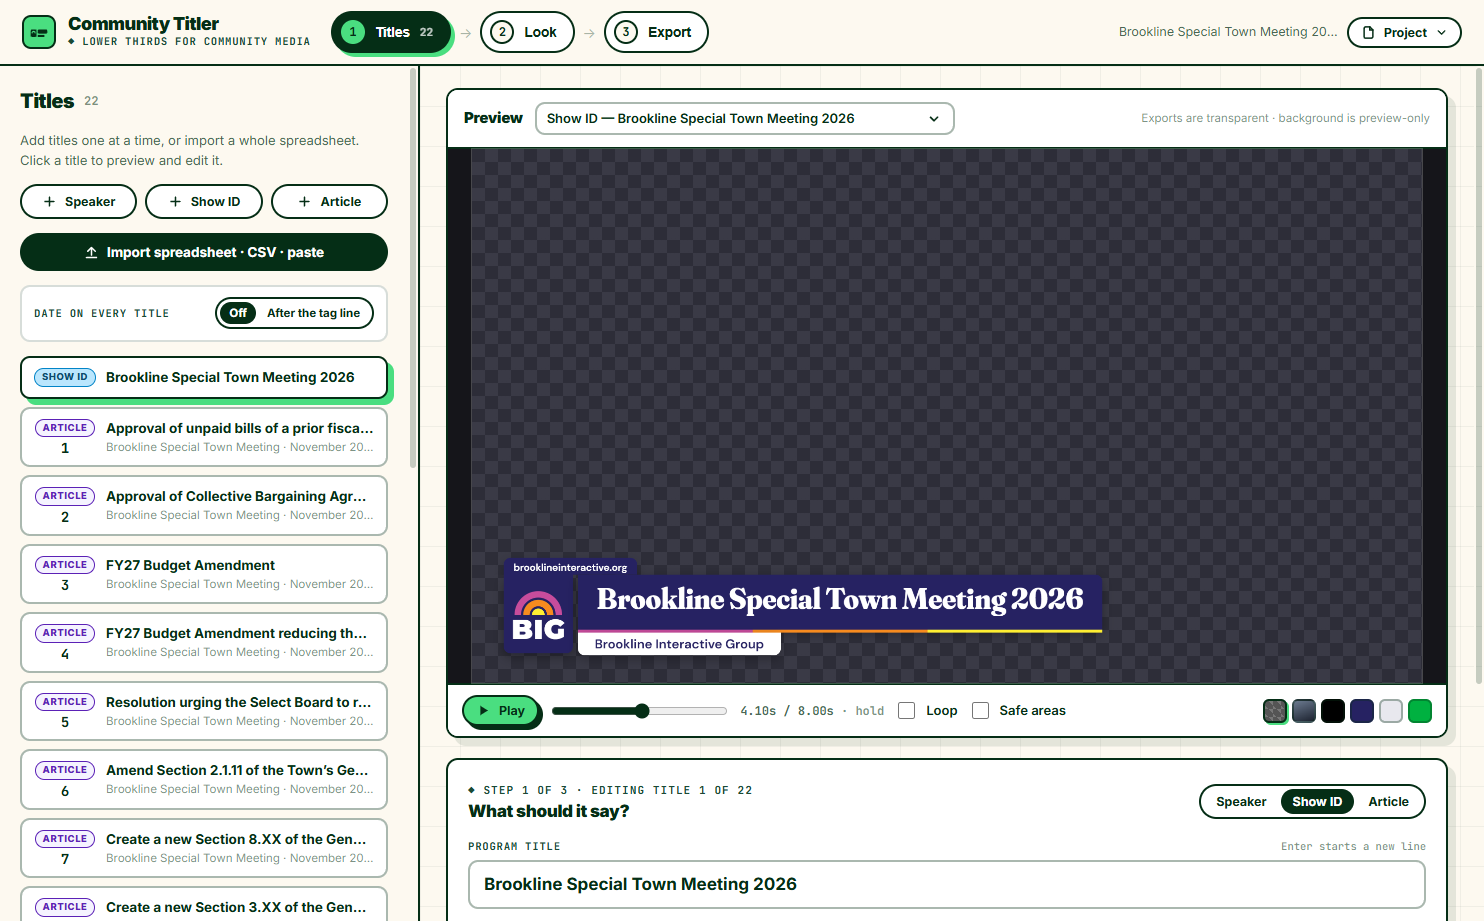 Community Titler
◆ LOWER THIRDS FOR COMMUNITY MEDIA
1 Titles 22 → 2 Look → 3 Export
Brookline Special Town Meeting 20...
Project
Titles 22
Add titles one at a time, or import a whole spreadsheet.
Click a title to preview and edit it.
+ Speaker
+ Show ID
+ Article
Import spreadsheet · CSV · paste
DATE ON EVERY TITLE
Off After the tag line
SHOW ID Brookline Special Town Meeting 2026
ARTICLE Approval of unpaid bills of a prior fisca...
1 Brookline Special Town Meeting · November 20...
ARTICLE Approval of Collective Bargaining Agr...
2 Brookline Special Town Meeting · November 20...
ARTICLE FY27 Budget Amendment
3 Brookline Special Town Meeting · November 20...
ARTICLE FY27 Budget Amendment reducing th...
4 Brookline Special Town Meeting · November 20...
ARTICLE Resolution urging the Select Board to r...
5 Brookline Special Town Meeting · November 20...
ARTICLE Amend Section 2.1.11 of the Town's Ge...
6 Brookline Special Town Meeting · November 20...
ARTICLE Create a new Section 8.XX of the Gen...
7 Brookline Special Town Meeting · November 20...
ARTICLE Create a new Section 3.XX of the Gen...
Preview
Show ID — Brookline Special Town Meeting 2026
Exports are transparent · background is preview-only
brooklineinteractive.org
BIG
Brookline Special Town Meeting 2026
Brookline Interactive Group
Play
4.10s / 8.00s · hold
Loop
Safe areas
◆ STEP 1 OF 3 · EDITING TITLE 1 OF 22
What should it say?
Speaker Show ID Article
PROGRAM TITLE
Enter starts a new line
Brookline Special Town Meeting 2026